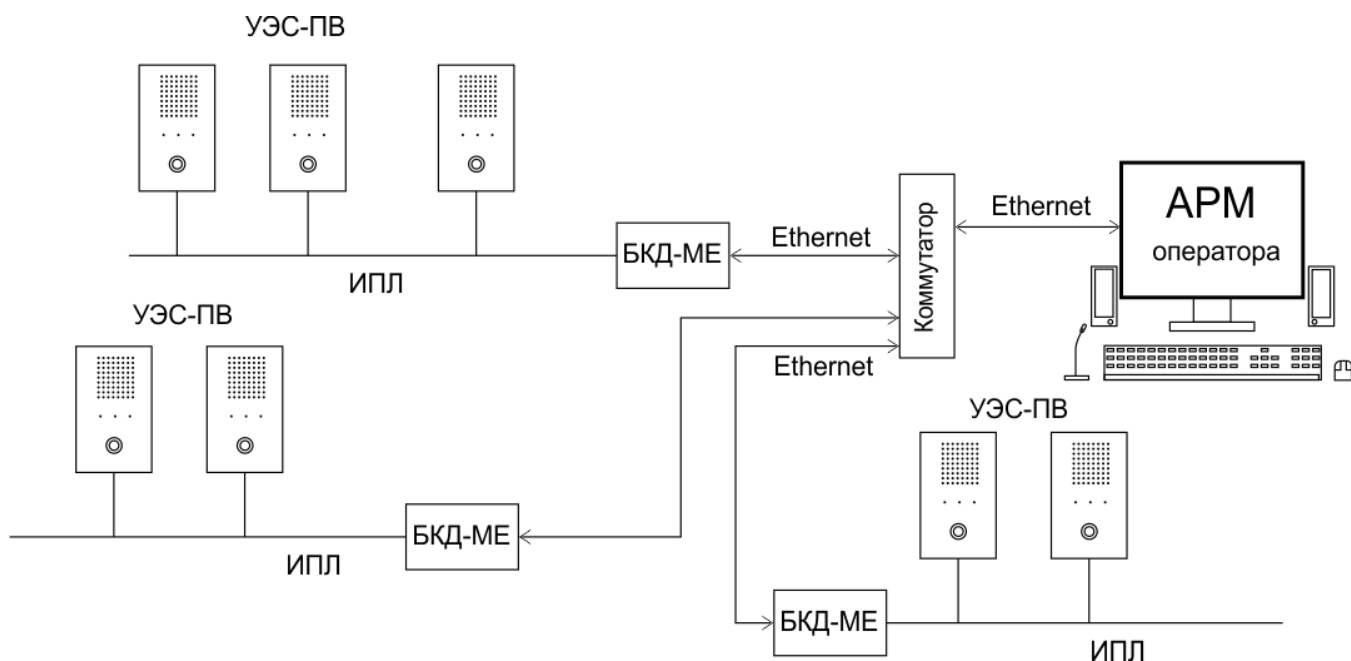 УЭС-ПВ
Ethernet
БКД-МЕ
Ethernet
Коммутатор
АРМ
оператора
ИПЛ
УЭС-ПВ
Ethernet
УЭС-ПВ
БКД-МЕ
ИПЛ
БКД-МЕ
ИПЛ